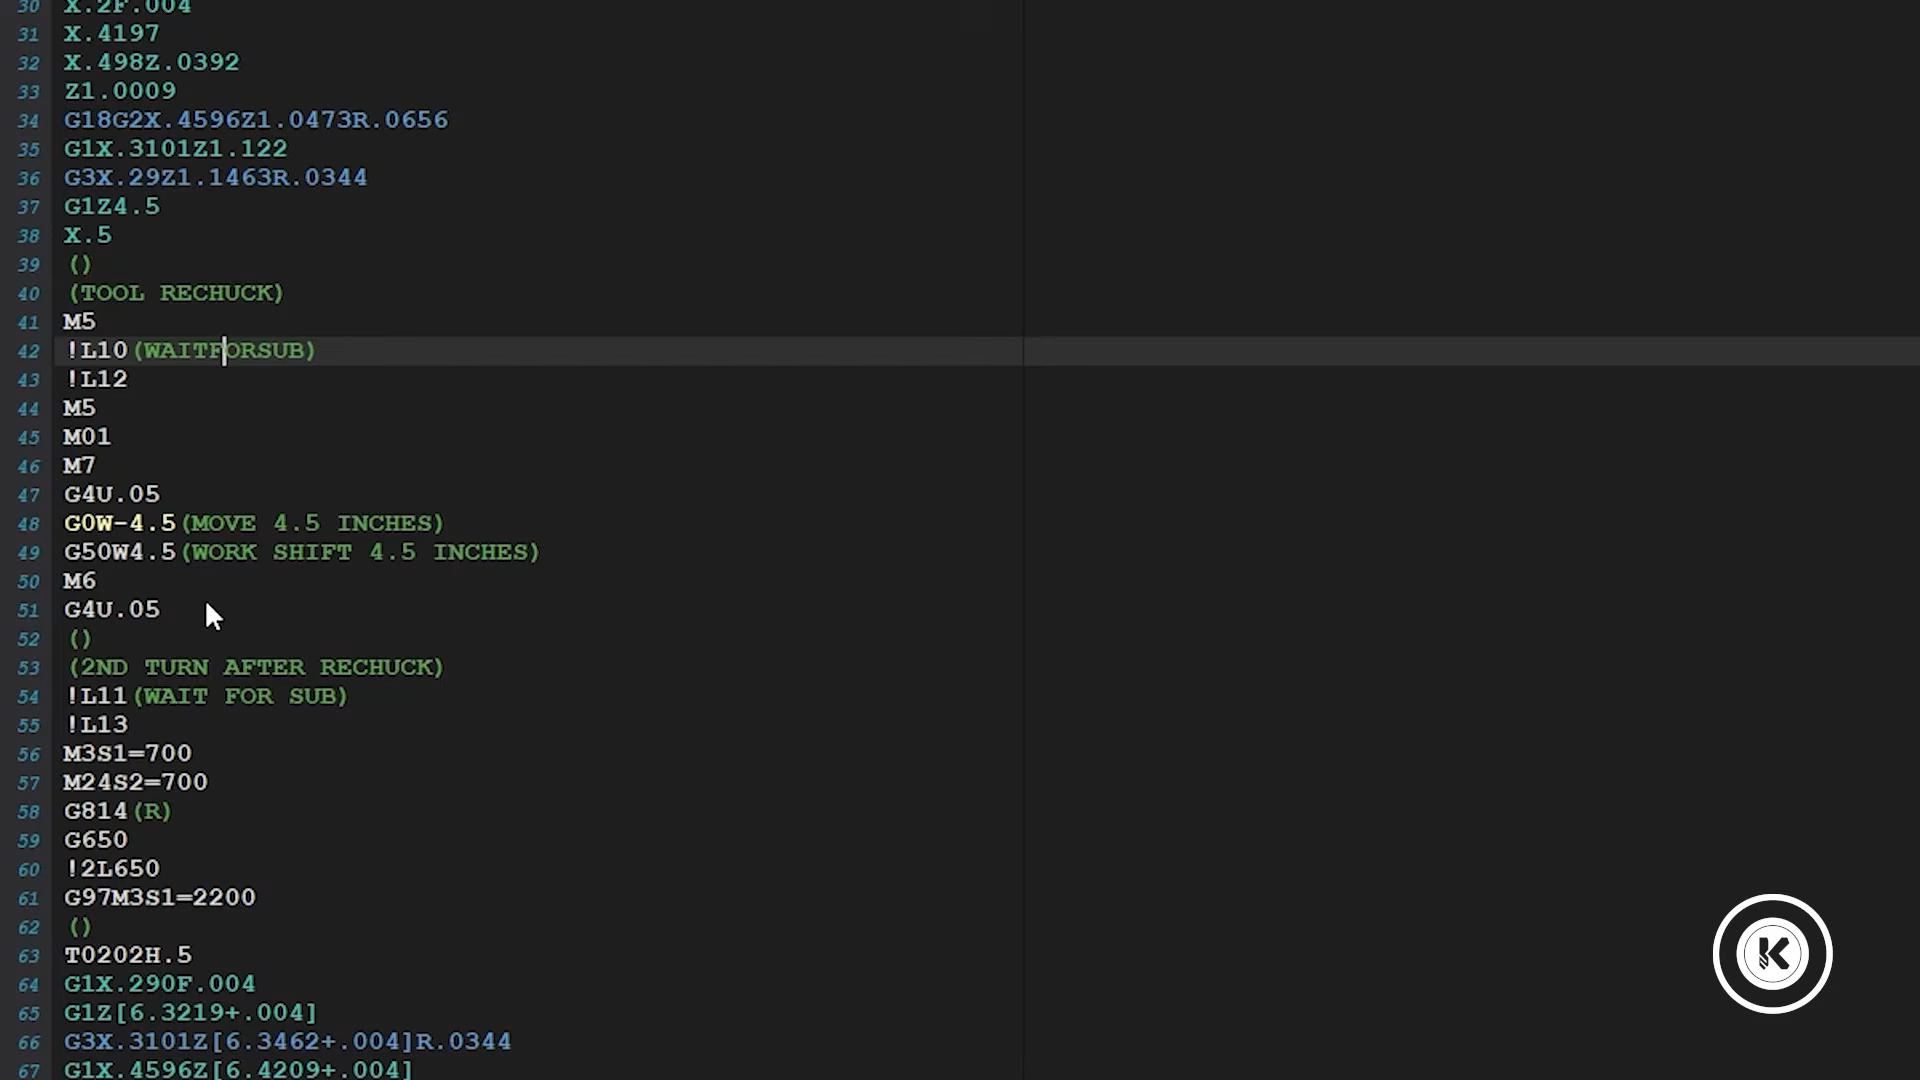 30 X.2F.004
31 X.4197
32 X.498Z.0392
33 Z1.0009
34 G18G2X.4596Z1.0473R.0656
35 G1X.3101Z1.122
36 G3X.29Z1.1463R.0344
37 G1Z4.5
38 X.5
39 ()
40 (TOOL RECHUCK)
41 M5
42 !L10(WAITFORSUB)
43 !L12
44 M5
45 M01
46 M7
47 G4U.05
48 G0W-4.5(MOVE 4.5 INCHES)
49 G50W4.5(WORK SHIFT 4.5 INCHES)
50 M6
51 G4U.05
52 ()
53 (2ND TURN AFTER RECHUCK)
54 !L11(WAIT FOR SUB)
55 !L13
56 M3S1=700
57 M24S2=700
58 G814(R)
59 G650
60 !2L650
61 G97M3S1=2200
62 ()
63 T0202H.5
64 G1X.290F.004
65 G1Z[6.3219+.004]
66 G3X.3101Z[6.3462+.004]R.0344
67 G1X.4596Z[6.4209+.004]
K